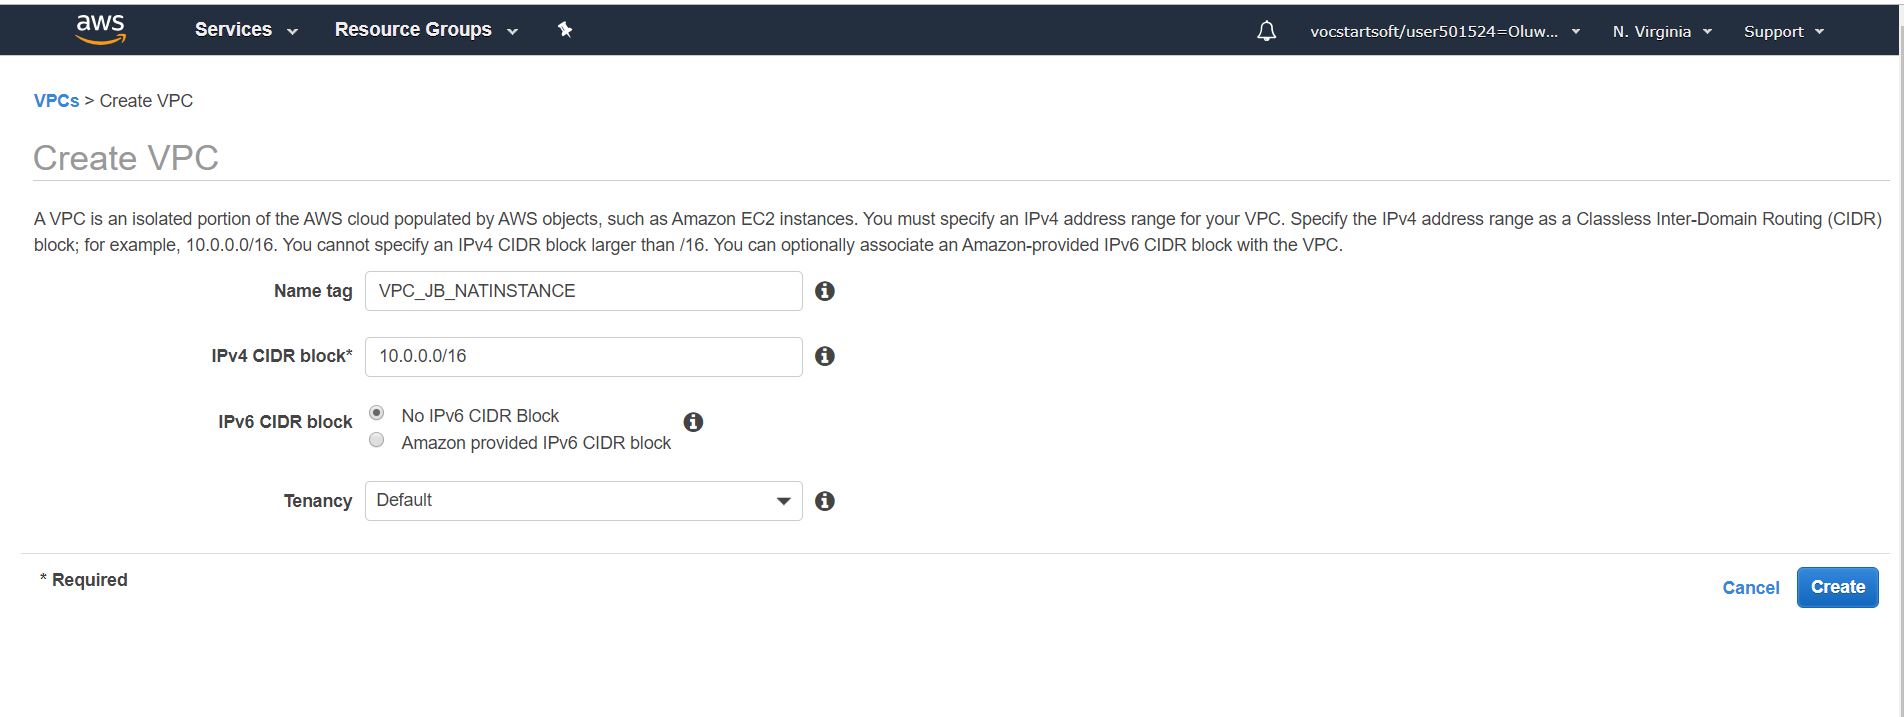 aws Services Resource Groups vocstartsoft/user501524=Oluw... N. Virginia Support
VPCs > Create VPC
Create VPC
A VPC is an isolated portion of the AWS cloud populated by AWS objects, such as Amazon EC2 instances. You must specify an IPv4 address range for your VPC. Specify the IPv4 address range as a Classless Inter-Domain Routing (CIDR)
block; for example, 10.0.0.0/16. You cannot specify an IPv4 CIDR block larger than /16. You can optionally associate an Amazon-provided IPv6 CIDR block with the VPC.
Name tag VPC_JB_NATINSTANCE
IPv4 CIDR block* 10.0.0.0/16
IPv6 CIDR block No IPv6 CIDR Block
Amazon provided IPv6 CIDR block
Tenancy Default
* Required
Cancel Create